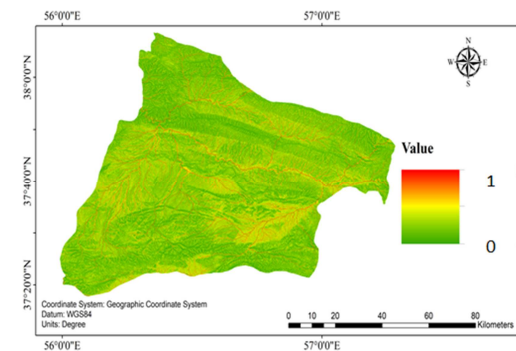 56°0'0"E 57°0'0"E
38°0'0"N
37°40'0"N
37°20'0"N
N
W E
S
Value
1
0
Coordinate System: Geographic Coordinate System
Datum: WGS84
Units: Degree
0 10 20 40 60 80
Kilometers
56°0'0"E 57°0'0"E